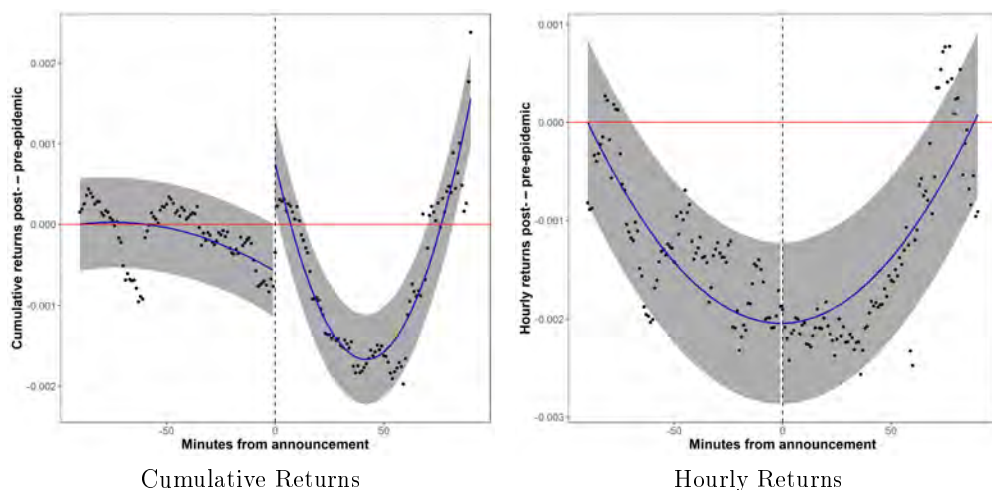 Cumulative returns post- – pre-epidemic
0.002
0.001
0.000
-0.001
-0.002
-50
0
50
Minutes from announcement
Cumulative Returns
Hourly returns post- – pre-epidemic
0.001
0.000
-0.001
-0.002
-0.003
-50
0
50
Minutes from announcement
Hourly Returns